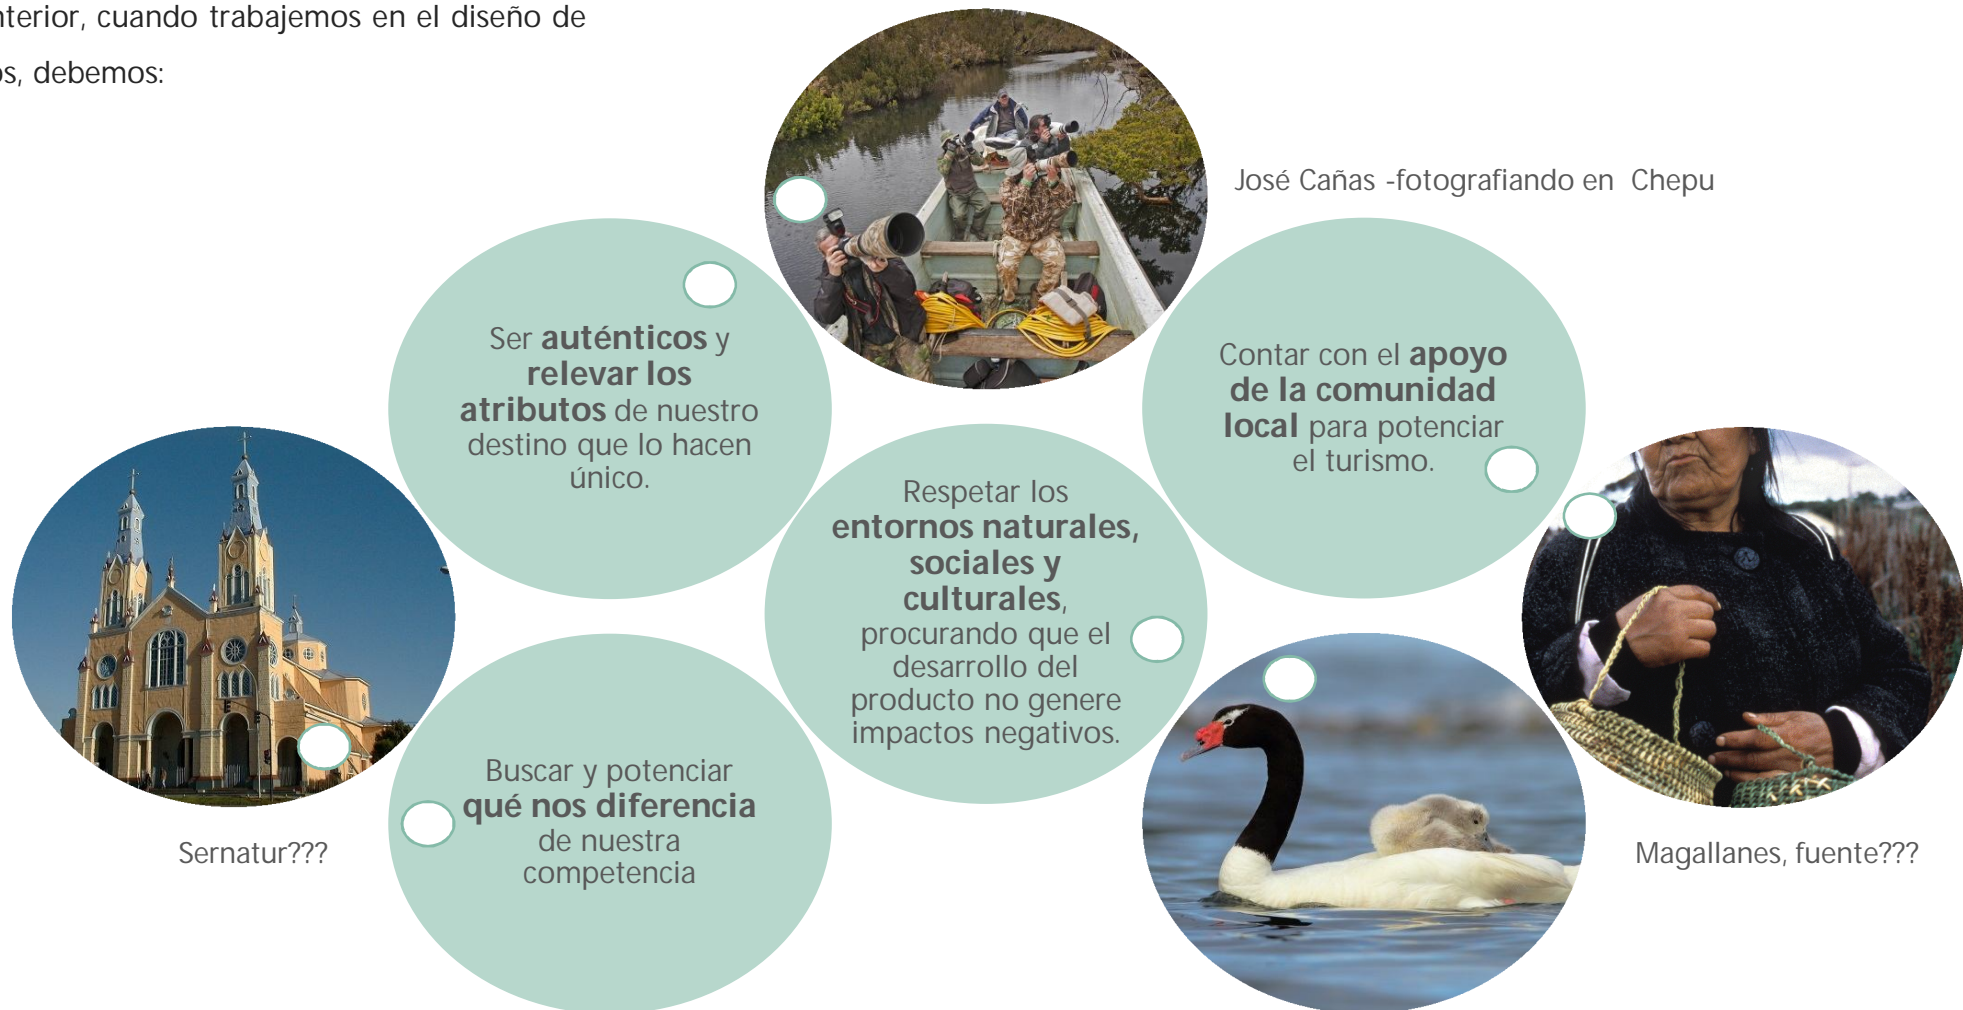 nterior, cuando trabajemos en el diseño de
os, debemos:
José Cañas -fotografiando en Chepu
Ser auténticos y
relevar los
atributos de nuestro
destino que lo hacen
único.
Contar con el apoyo
de la comunidad
local para potenciar
el turismo.
Respetar los
entornos naturales,
sociales y
culturales,
procurando que el
desarrollo del
producto no genere
impactos negativos.
Buscar y potenciar
qué nos diferencia
de nuestra
competencia
Sernatur???
Magallanes, fuente???